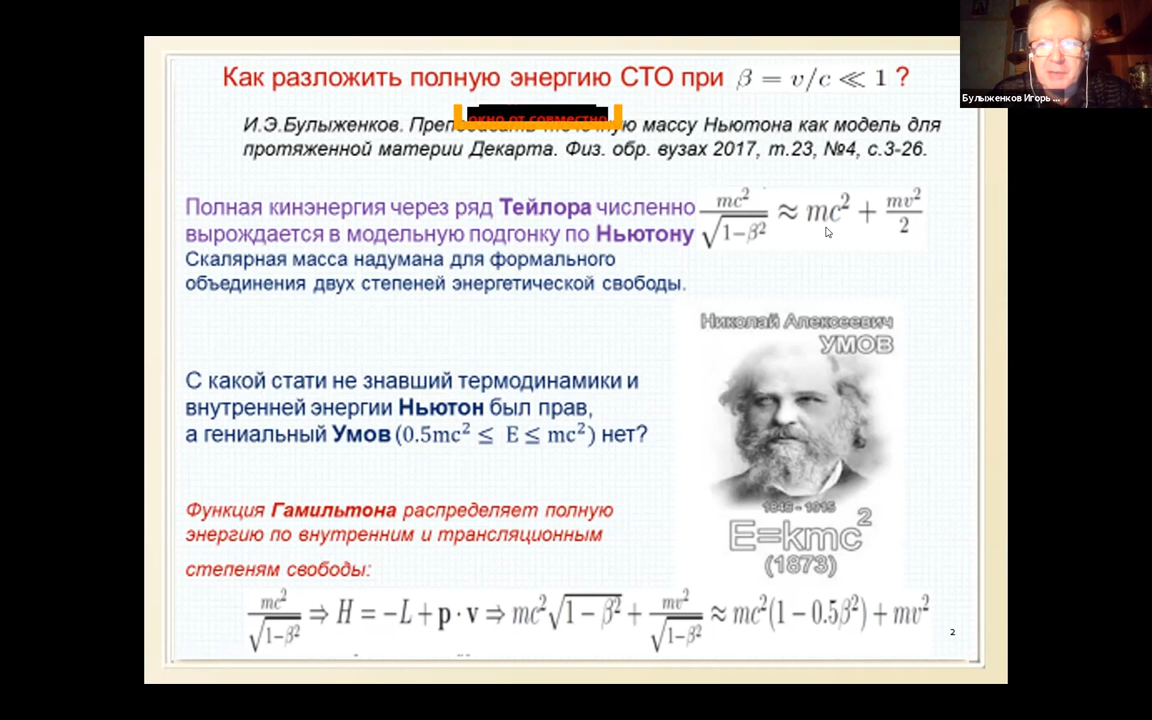 Как разложить полную энергию СТО при β = v/c ≪ 1 ?
окно от совместно
И.Э.Булыженков. массу Ньютона как модель для
протяженной материи Декарта. Физ. обр. вузах 2017, т.23, №4, с.3-26.
Полная кинэнергия через ряд Тейлора численно
вырождается в модельную подгонку по Ньютону
mc²/√1−β² ≈ mc² + mv²/2
Скалярная масса надумана для формального
объединения двух степеней энергетической свободы.
Николай Алексеевич
УМОВ
С какой стати не знавший термодинамики и
внутренней энергии Ньютон был прав,
а гениальный Умов (0.5mc² ≤ E ≤ mc²) нет?
1846 - 1915
E=kmc²
(1873)
Функция Гамильтона распределяет полную
энергию по внутренним и трансляционным
степеням свободы:
mc²/√1−β² ⇒ H = −L + p · v ⇒ mc²√1−β² + mv²/√1−β² ≈ mc²(1 − 0.5β²) + mv²
2
Булыженков Игорь ...